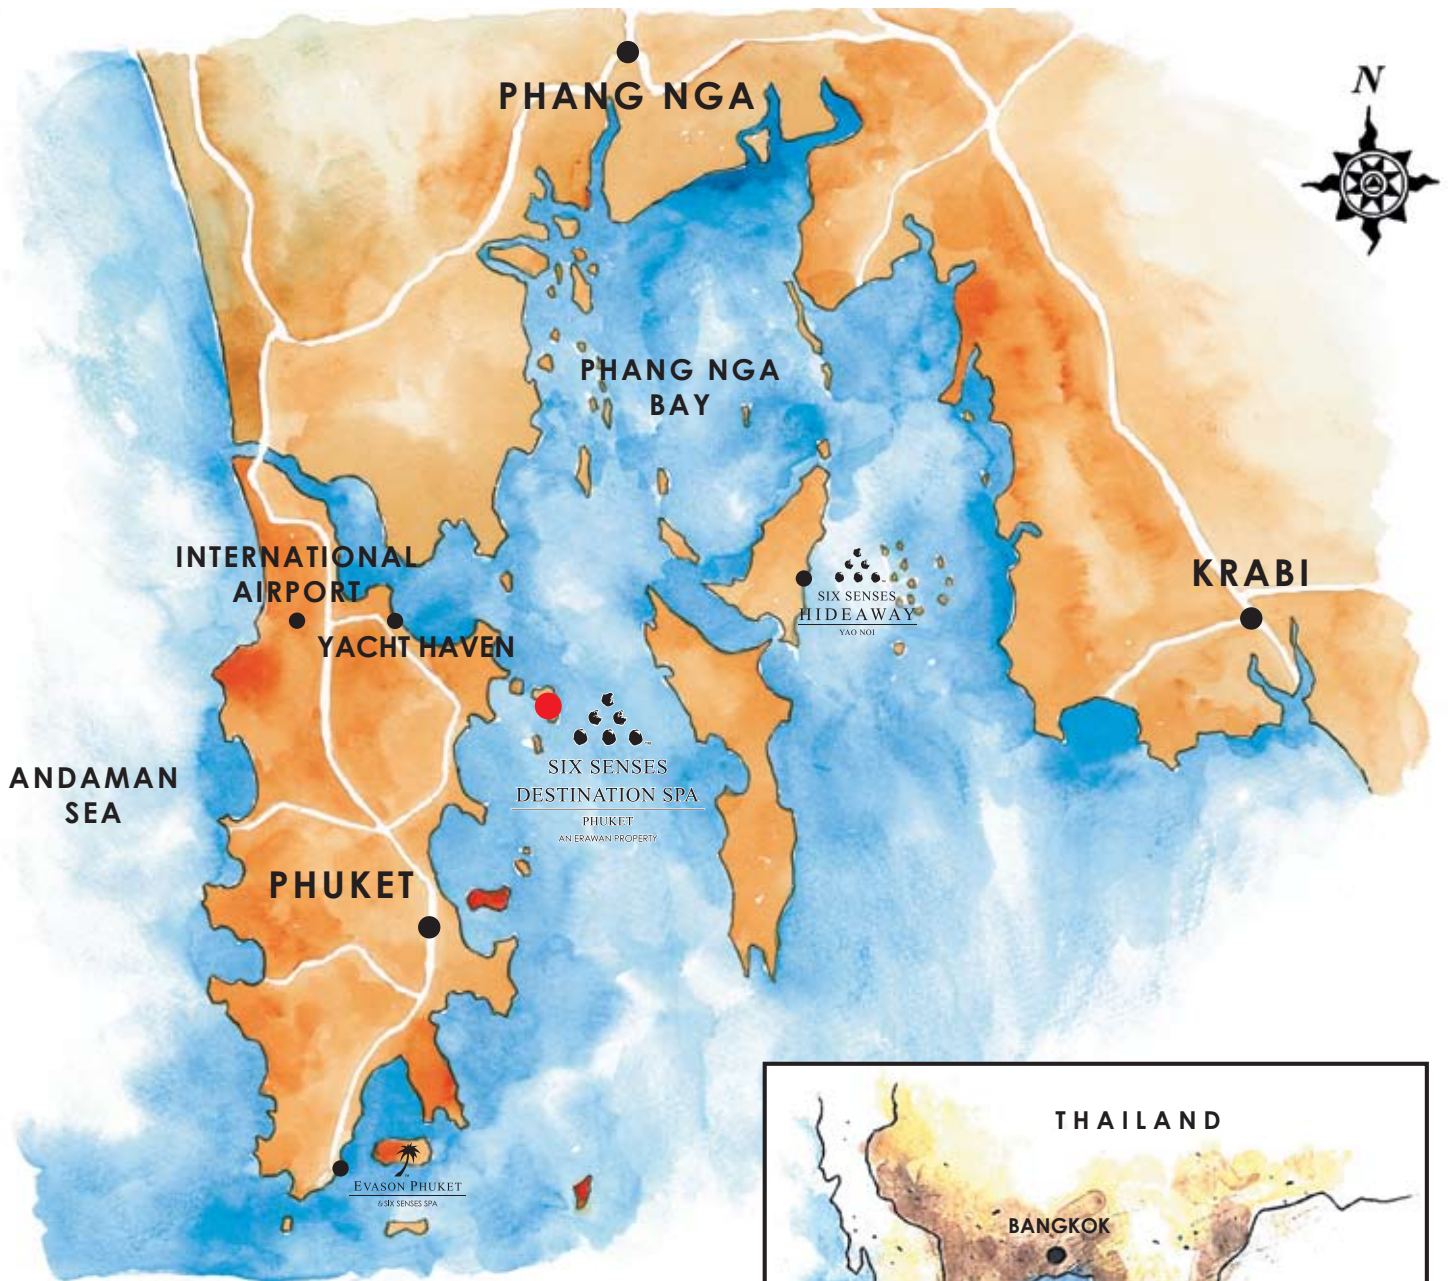 PHANG NGA
N
PHANG NGA
BAY
INTERNATIONAL
AIRPORT
YACHT HAVEN
SIX SENSES
HIDEAWAY
YAO NOI
KRABI
SIX SENSES
DESTINATION SPA
PHUKET
AN ERAWAN PROPERTY
ANDAMAN
SEA
PHUKET
EVASON PHUKET
& SIX SENSES SPA
THAILAND
BANGKOK